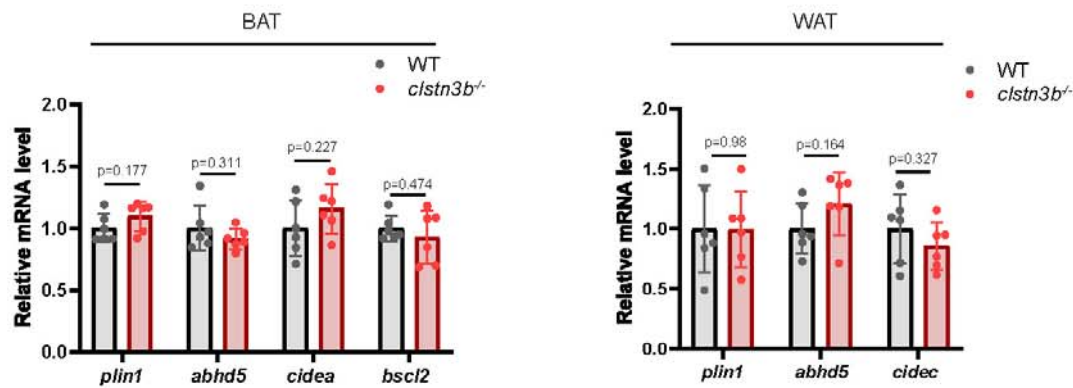 BAT
WT
clstn3b-/-
Relative mRNA level
2.0
1.5
1.0
0.5
0.0
p=0.177
p=0.311
p=0.227
p=0.474
plin1
abhd5
cidea
bscl2
WAT
WT
clstn3b-/-
Relative mRNA level
2.0
1.5
1.0
0.5
0.0
p=0.98
p=0.164
p=0.327
plin1
abhd5
cidec